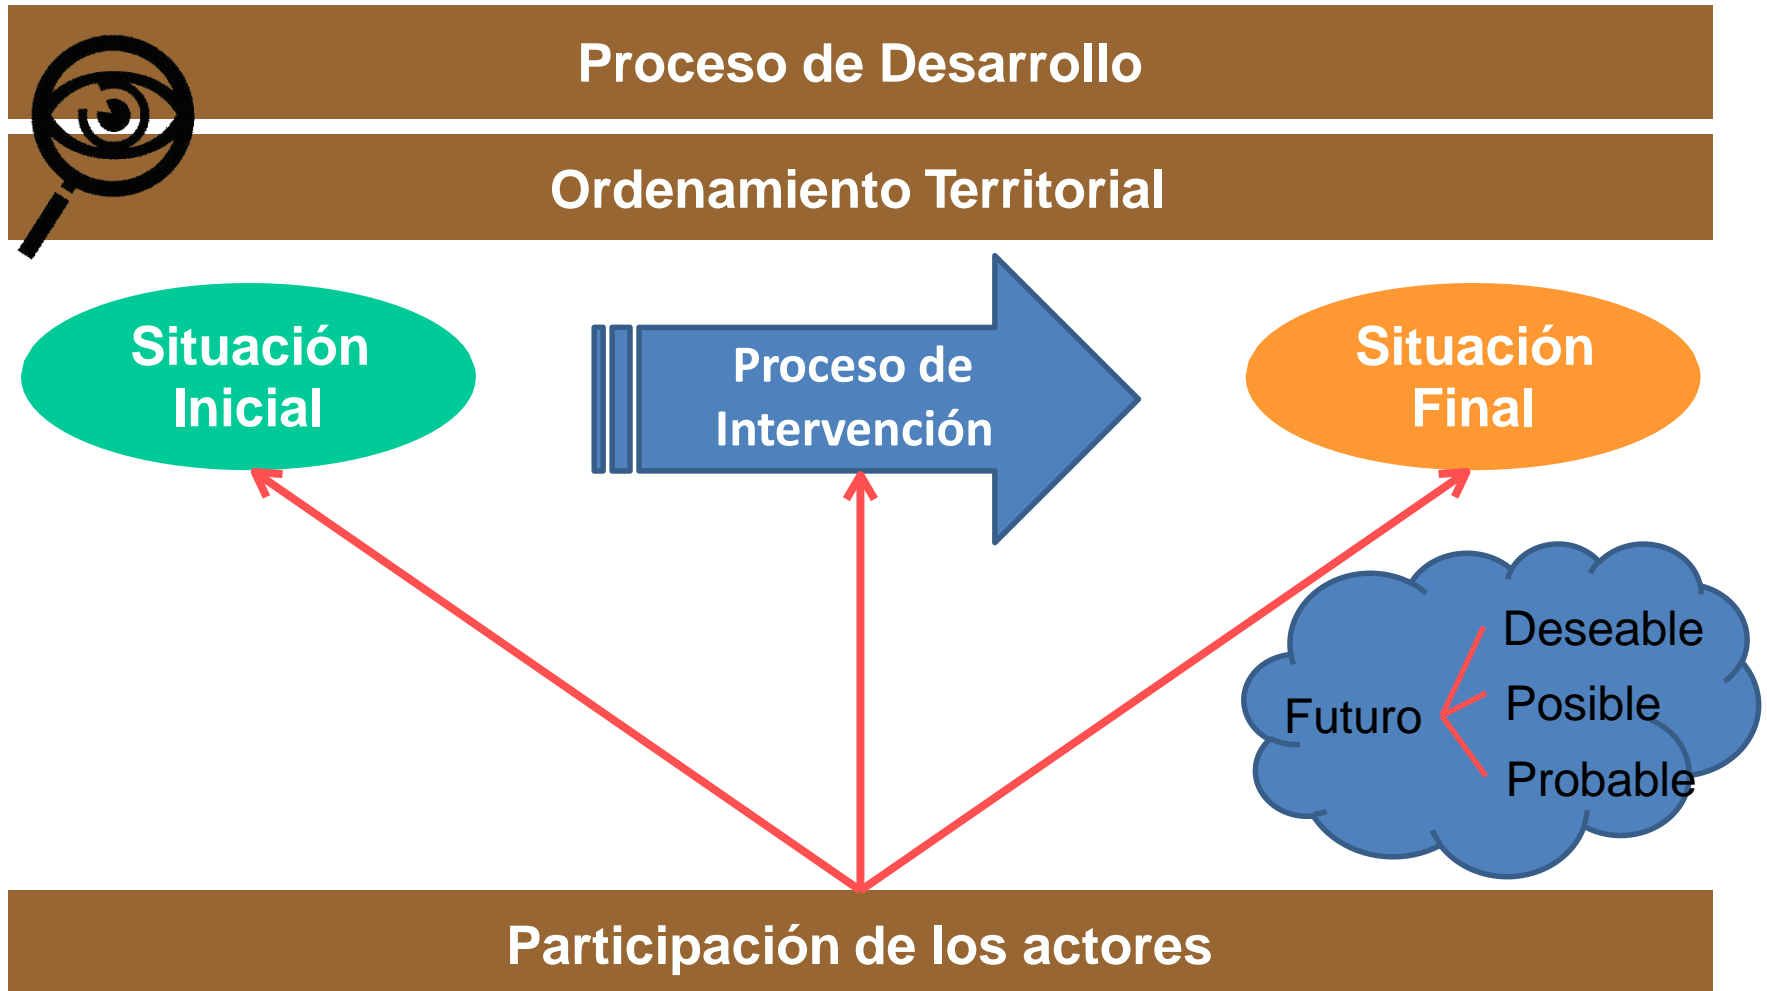 Proceso de Desarrollo
Ordenamiento Territorial
Situación
Inicial
Proceso de
Intervención
Situación
Final
Futuro
Deseable
Posible
Probable
Participación de los actores